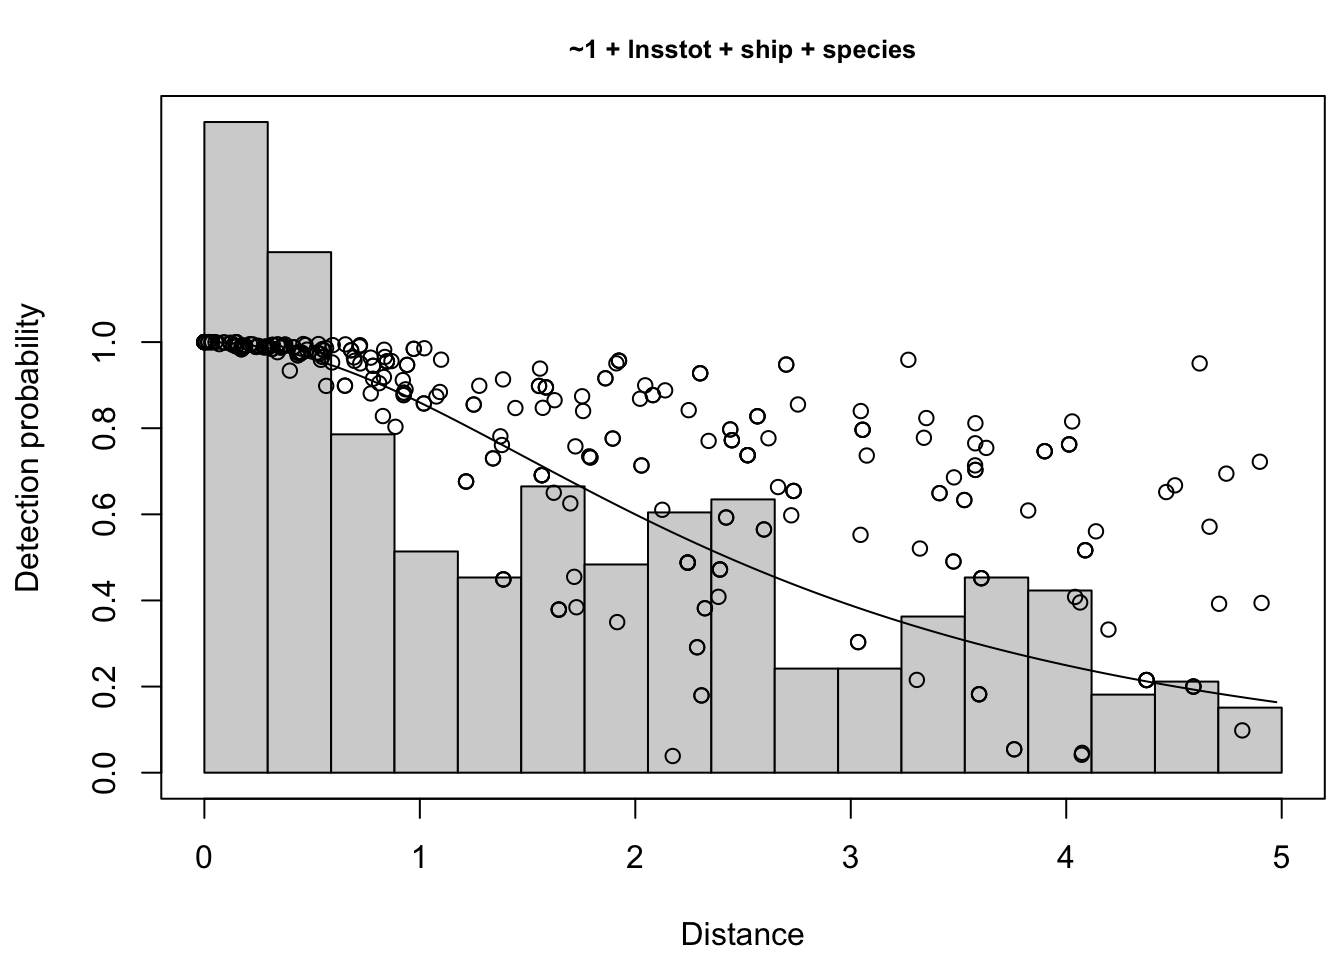 ~1 + lnsstot + ship + species
Detection probability
1.0
0.8
0.6
0.4
0.2
0.0
0 1 2 3 4 5
Distance